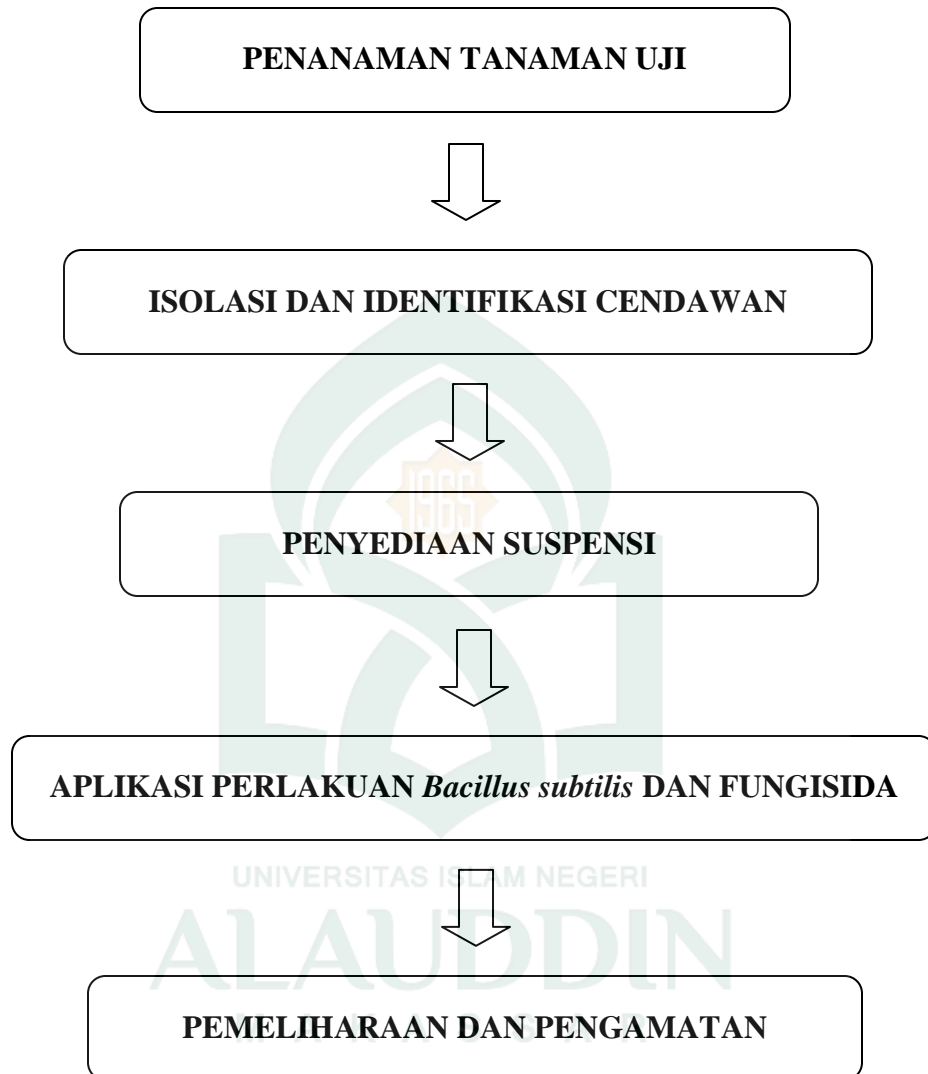 PENANAMAN TANAMAN UJI
ISOLASI DAN IDENTIFIKASI CENDAWAN
1965
PENYEDIAAN SUSPENSI
APLIKASI PERLAKUAN Bacillus subtilis DAN FUNGISIDA
UNIVERSITAS ISLAM NEGERI
ALAUDDIN
PEMELIHARAAN DAN PENGAMATAN
M A K A S S A R